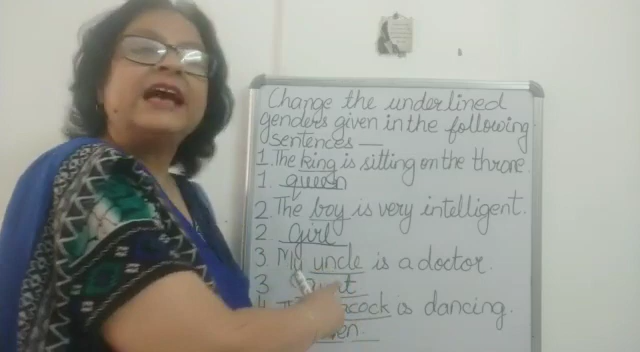 Change the underlined
genders given in the following
sentences —
1. The king is sitting on the throne.
1. queen
2. The boy is very intelligent.
2. Girl
3. My uncle is a doctor.
3
4. is dancing.